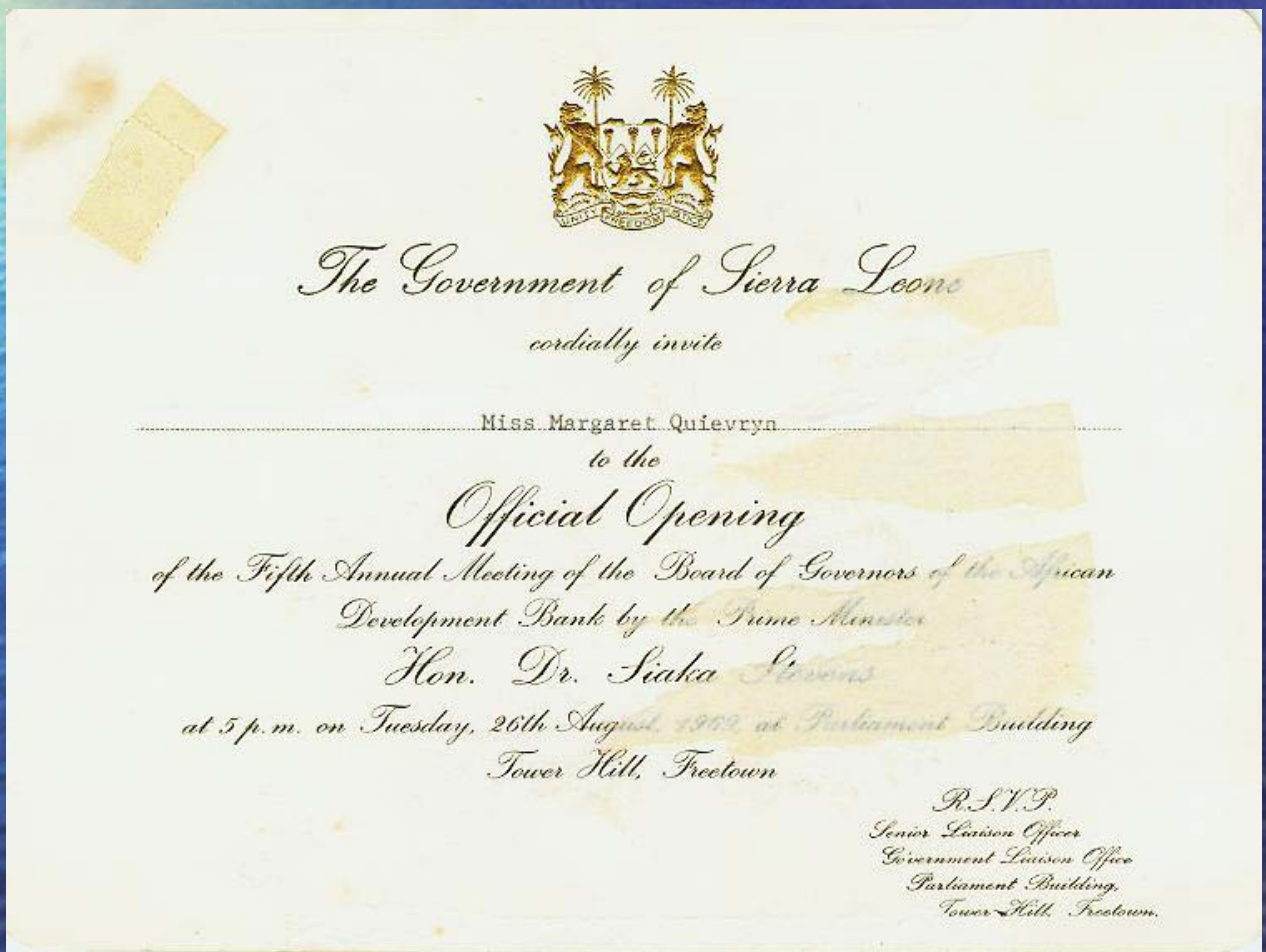 UNITY FREEDOM JUSTICE
The Government of Sierra Leone
cordially invite
Miss Margaret Quievryn
to the
Official Opening
of the Fifth Annual Meeting of the Board of Governors of the African
Development Bank by the Prime Minister
Hon. Dr. Siaka Stevens
at 5 p.m. on Tuesday, 26th August, 1969, at Parliament Building
Tower Hill, Freetown
R.S.V.P.
Senior Liaison Officer
Government Liaison Office
Parliament Building,
Tower Hill, Freetown.